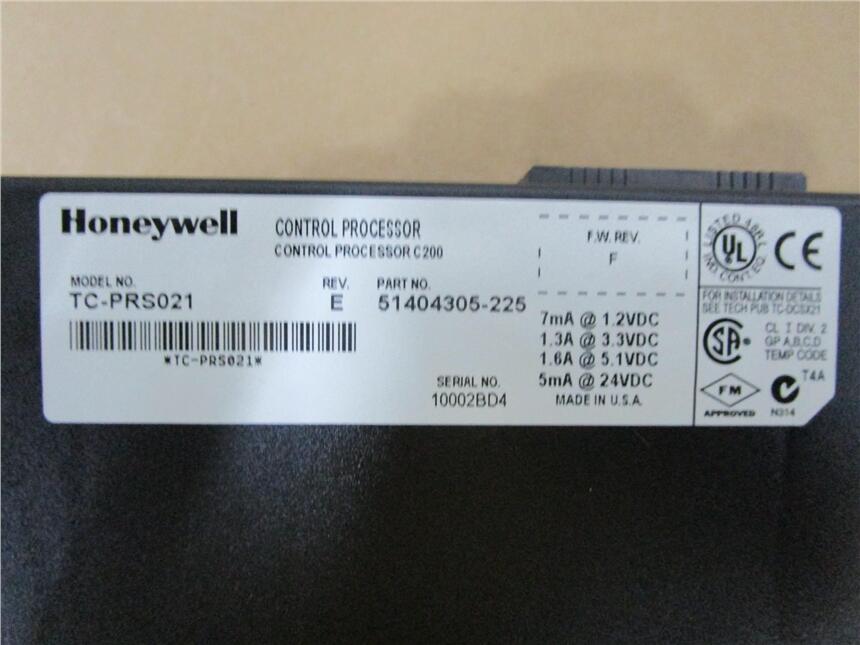 Honeywell
CONTROL PROCESSOR
CONTROL PROCESSOR C200
MODEL NO.
TC-PRS021
REV.
E
PART NO.
51404305-225
*TC-PRS021*
SERIAL NO.
10002BD4
F.W. REV.
F
7mA @ 1.2VDC
1.3A @ 3.3VDC
1.6A @ 5.1VDC
5mA @ 24VDC
MADE IN U.S.A.
LISTED
UL
CE
FOR INSTALLATION DETAILS
SEE TECH PUB TC-DCSX21
CL I DIV. 2
GP A,B,C,D
TEMP CODE
T4A
FM
APPROVED
N314